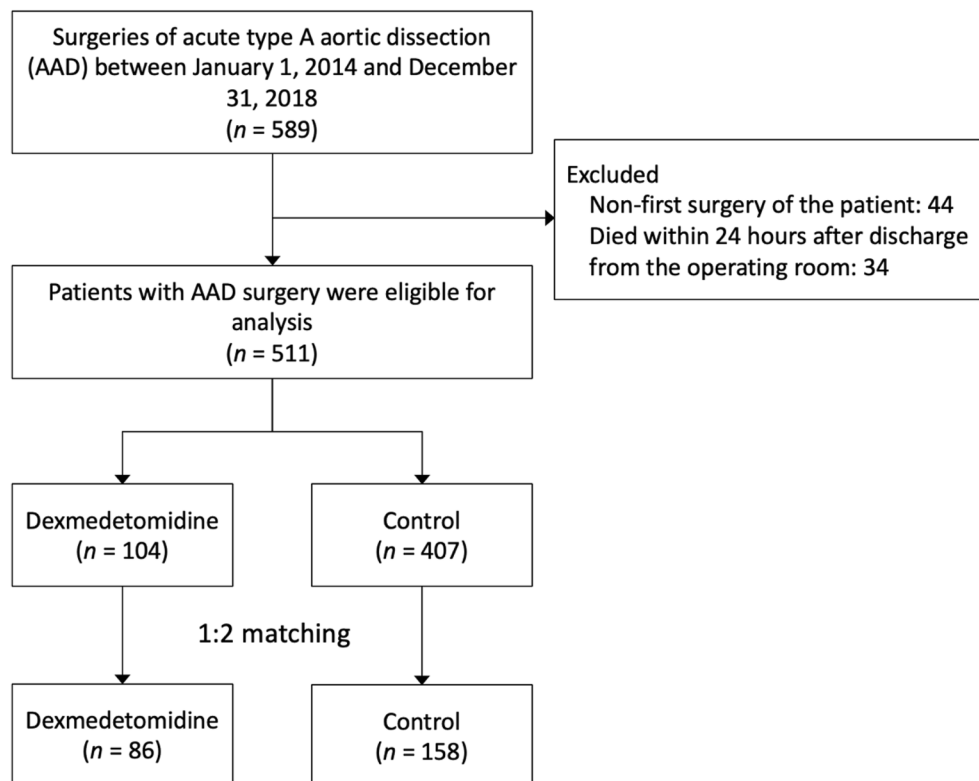 Surgeries of acute type A aortic dissection
(AAD) between January 1, 2014 and December
31, 2018
(n = 589)
Excluded
Non-first surgery of the patient: 44
Died within 24 hours after discharge
from the operating room: 34
Patients with AAD surgery were eligible for
analysis
(n = 511)
Dexmedetomidine
(n = 104)
Control
(n = 407)
1:2 matching
Dexmedetomidine
(n = 86)
Control
(n = 158)